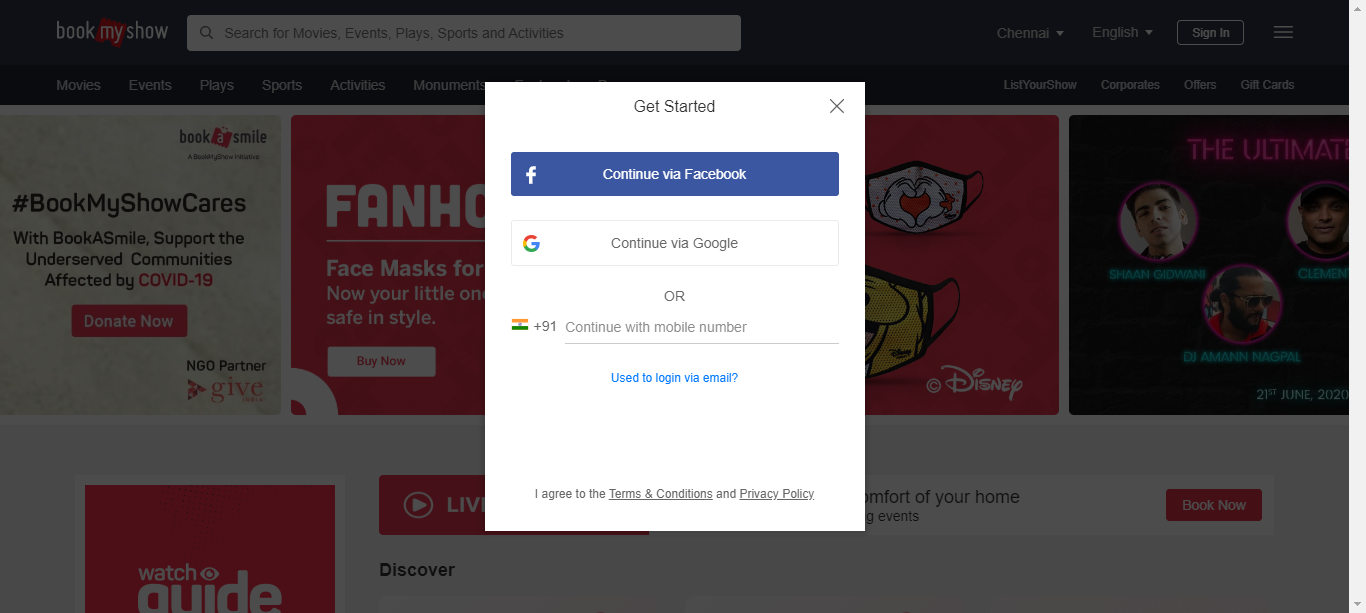 bookmyshow
Search for Movies, Events, Plays, Sports and Activities
Chennai
English
Sign In
Movies
Events
Plays
Sports
Activities
Monuments
ListYourShow
Corporates
Offers
Gift Cards
Get Started
Continue via Facebook
Continue via Google
OR
+91 Continue with mobile number
Used to login via email?
I agree to the Terms & Conditions and Privacy Policy
book a smile
A BookMyShow Initiative
#BookMyShowCares
With BookASmile, Support the
Underserved Communities
Affected by COVID-19
Donate Now
NGO Partner
give
FANHO
Face Masks for
Now your little one
safe in style.
Buy Now
© Disney
THE ULTIMATE
SHAAN GIDWANI
CLEMENT
DJ AMANN NAGPAL
21ST JUNE, 2020
LIV
omfort of your home
g events
Book Now
watch
guide
Discover